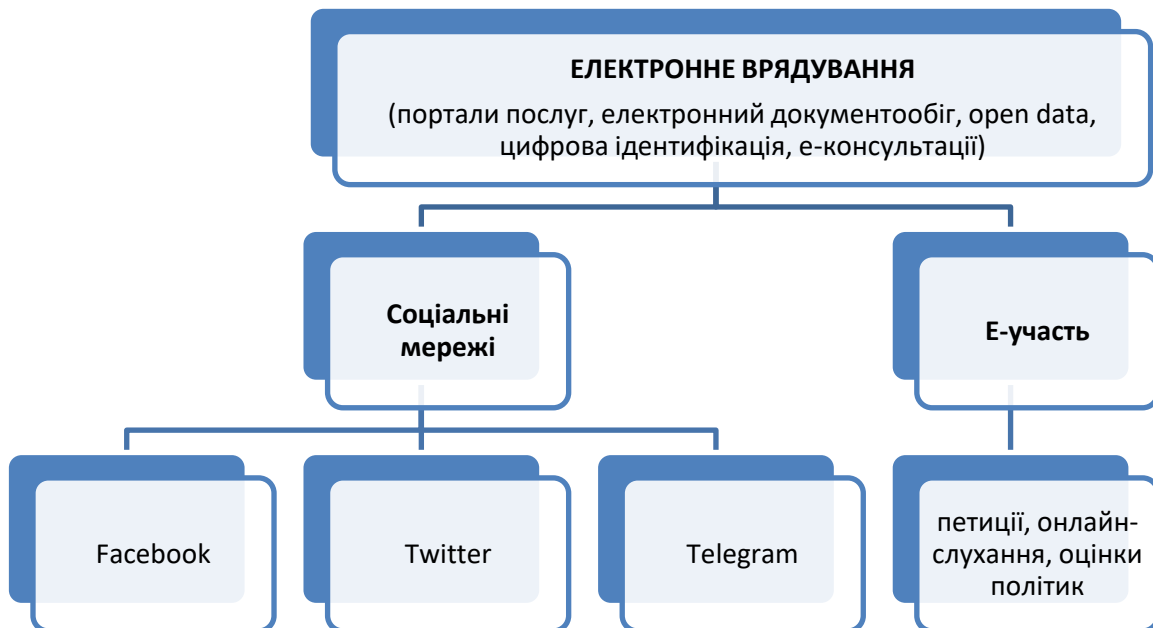 ЕЛЕКТРОННЕ ВРЯДУВАННЯ
(портали послуг, електронний документообіг, open data,
цифрова ідентифікація, е-консультації)
Соціальні
мережі
Е-участь
Facebook
Twitter
Telegram
петиції, онлайн-
слухання, оцінки
політик